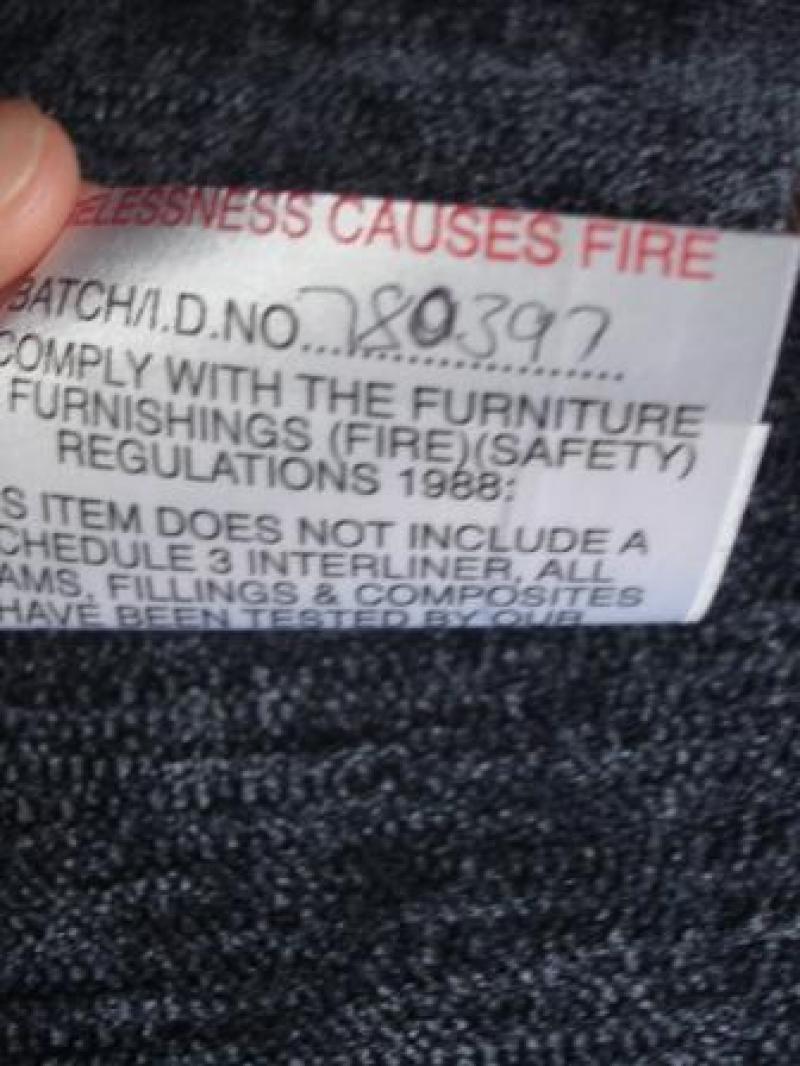 ELESSNESS CAUSES FIRE
BATCH/I.D.NO...780397
COMPLY WITH THE FURNITURE
FURNISHINGS (FIRE)(SAFETY)
REGULATIONS 1988:
S ITEM DOES NOT INCLUDE A
CHEDULE 3 INTERLINER, ALL
AMS, FILLINGS & COMPOSITES
HAVE BEEN TESTED BY OUR